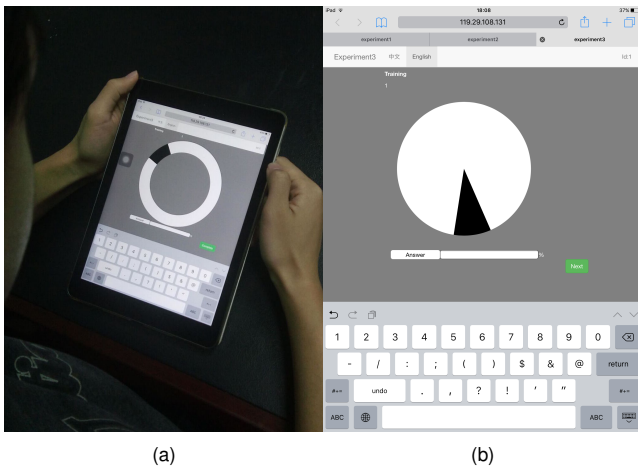 iPad 18:08 37%
119.29.108.131
experiment1 experiment2 experiment3
Experiment3 中文 English Id:1
Training
1
Answer %
Next
1 2 3 4 5 6 7 8 9 0
- / : ; ( ) $ & @ return
#+= undo . , ? ! ' " #+=
ABC ABC
(a) (b)